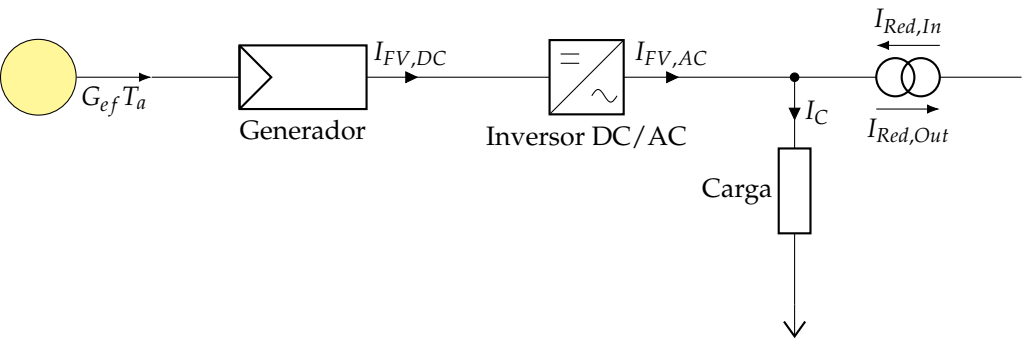 G_{ef} T_a
Generador
I_{FV,DC}
Inversor DC/AC
I_{FV,AC}
I_C
Carga
I_{Red,In}
I_{Red,Out}